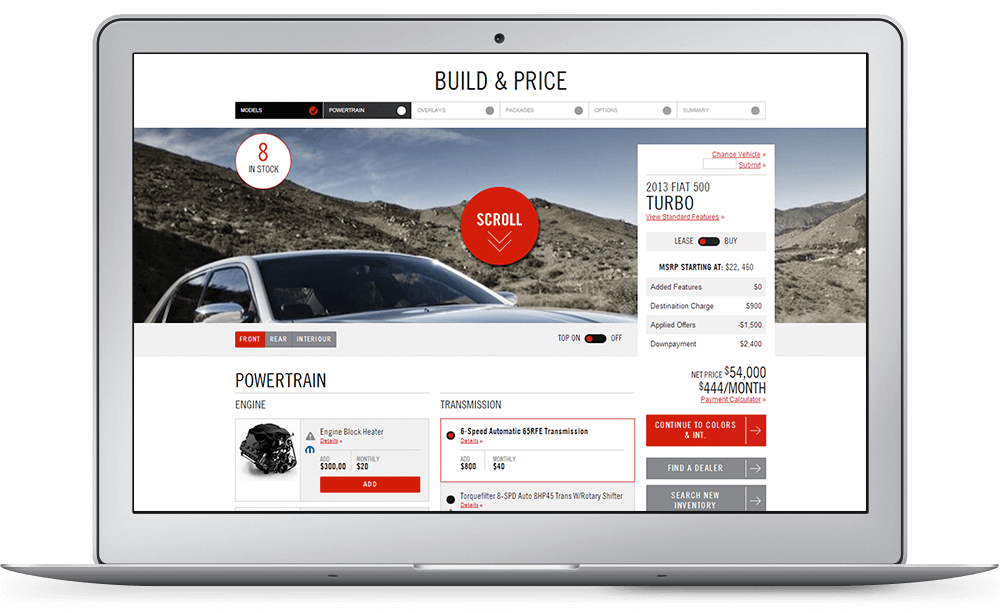 BUILD & PRICE
MODELS
POWERTRAIN
OVERLAYS
PACKAGES
OPTIONS
SUMMARY
8
IN STOCK
SCROLL
Change Vehicle »
Submit »
2013 FIAT 500
TURBO
View Standard Features »
LEASE BUY
MSRP STARTING AT: $22, 460
Added Features $0
Destinaition Charge $900
Applied Offers -$1,500
Downpayment $2,400
FRONT REAR INTERIOUR
TOP ON OFF
NET PRICE $54,000
$444/MONTH
Payment Calculator »
CONTINUE TO COLORS
& INT.
FIND A DEALER
SEARCH NEW
INVENTORY
POWERTRAIN
ENGINE
Engine Block Heater
Details »
ADD MONTHLY
$300,00 $20
ADD
TRANSMISSION
6-Speed Automatic 65RFE Transmission
Details »
ADD MONTHLY
$800 $40
Torquefilter 8-SPD Auto 8HP45 Trans W/Rotary Shifter
Details »